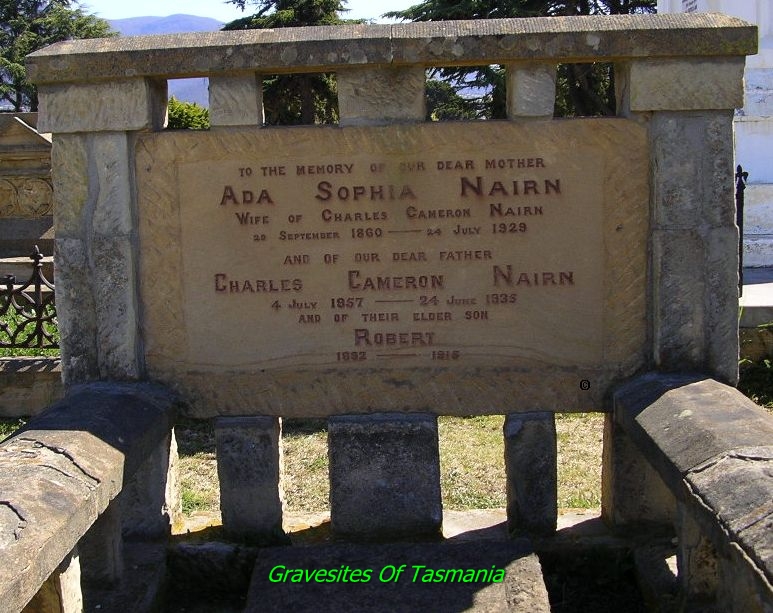 TO THE MEMORY OF OUR DEAR MOTHER
ADA SOPHIA NAIRN
WIFE OF CHARLES CAMERON NAIRN
20 SEPTEMBER 1860 — 24 JULY 1929
AND OF OUR DEAR FATHER
CHARLES CAMERON NAIRN
4 JULY 1857 — 24 JUNE 1935
AND OF THEIR ELDER SON
ROBERT
1892 — 1915
©
Gravesites Of Tasmania